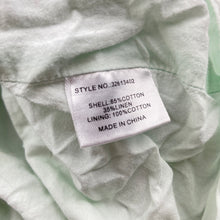 STYLE NO. 32613402
SHELL: 65%COTTON
35%LINEN
LINING: 100%COTTON
MADE IN CHINA